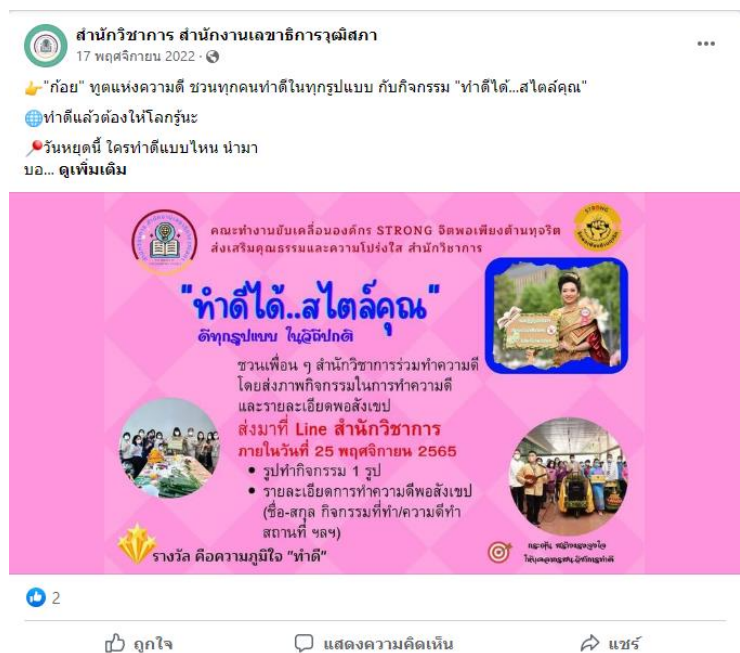 สำนักวิชาการ สำนักงานเลขาธิการวุฒิสภา
17 พฤศจิกายน 2022 ·
👉"ก้อย" ทูตแห่งความดี ชวนทุกคนทำดีในทุกรูปแบบ กับกิจกรรม "ทำดีได้...สไตล์คุณ"
🌐ทำดีแล้วต้องให้โลกรู้นะ
📍วันหยุดนี้ ใครทำดีแบบไหน นำมา
บอ... ดูเพิ่มเติม
คณะทำงานขับเคลื่อนองค์กร STRONG จิตพอเพียงต้านทุจริต
ส่งเสริมคุณธรรมและความโปร่งใส สำนักวิชาการ
"ทำดีได้..สไตล์คุณ"
ดีทุกรูปแบบ ในวิถีปกติ
ชวนเพื่อน ๆ สำนักวิชาการร่วมทำความดี
โดยส่งภาพกิจกรรมในการทำความดี
และรายละเอียดพอสังเขป
ส่งมาที่ Line สำนักวิชาการ
ภายในวันที่ 25 พฤศจิกายน 2565
• รูปทำกิจกรรม 1 รูป
• รายละเอียดการทำความดีพอสังเขป
(ชื่อ-สกุล กิจกรรมที่ทำ/ความดีทำ
สถานที่ ฯลฯ)
รางวัล คือความภูมิใจ "ทำดี"
2
ถูกใจ
แสดงความคิดเห็น
แชร์